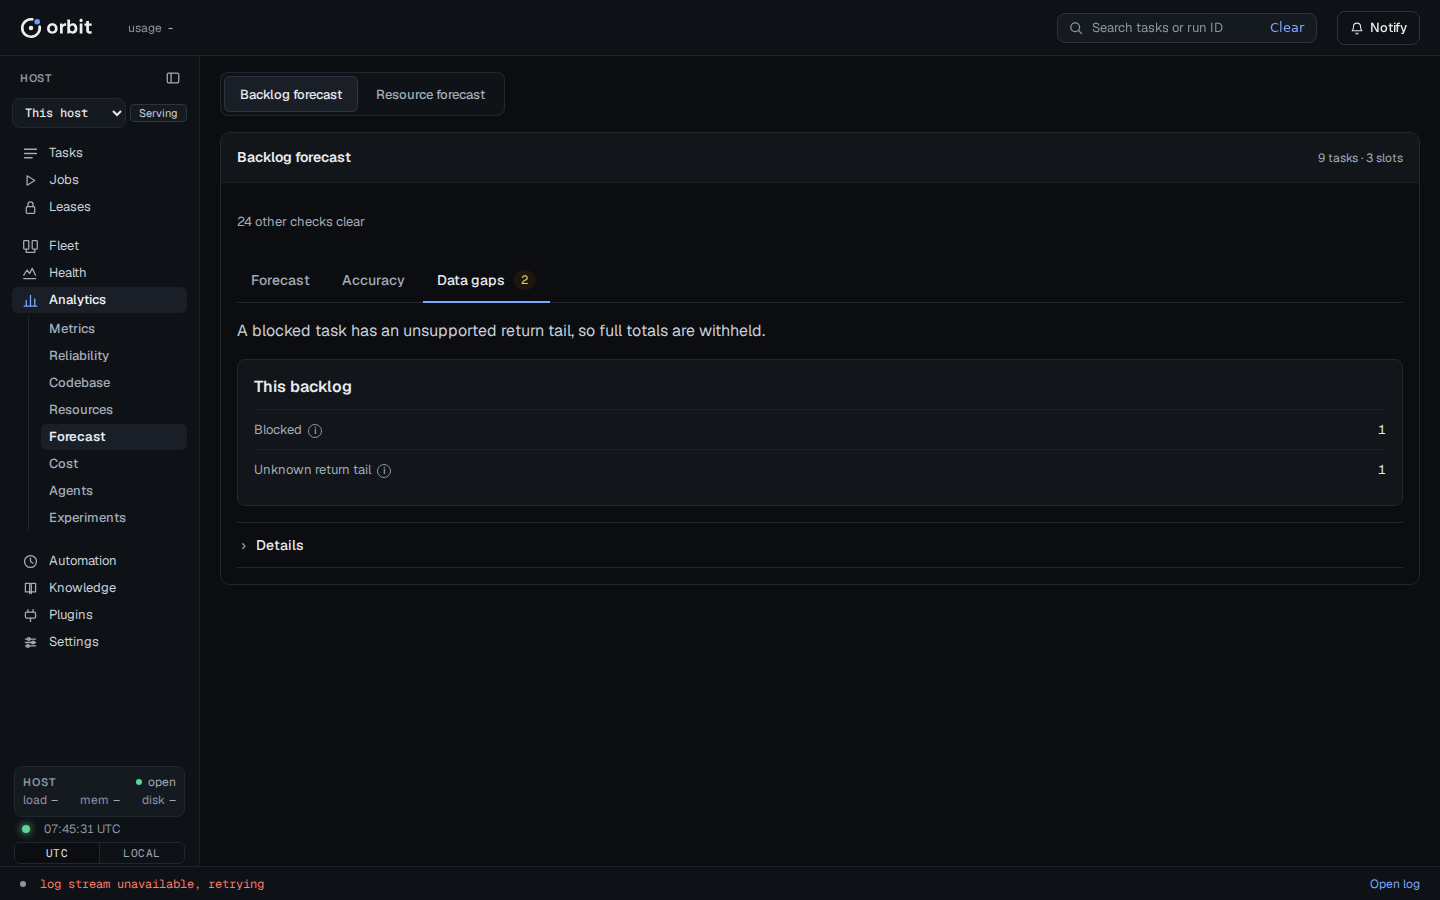 orbit
usage -
Search tasks or run ID
Clear
Notify
HOST
This host
Serving
Tasks
Jobs
Leases
Fleet
Health
Analytics
Metrics
Reliability
Codebase
Resources
Forecast
Cost
Agents
Experiments
Automation
Knowledge
Plugins
Settings
HOST
open
load – mem – disk –
07:45:31 UTC
UTC LOCAL
Backlog forecast
Resource forecast
Backlog forecast
9 tasks · 3 slots
24 other checks clear
Forecast
Accuracy
Data gaps 2
A blocked task has an unsupported return tail, so full totals are withheld.
This backlog
Blocked 1
Unknown return tail 1
Details
log stream unavailable, retrying
Open log